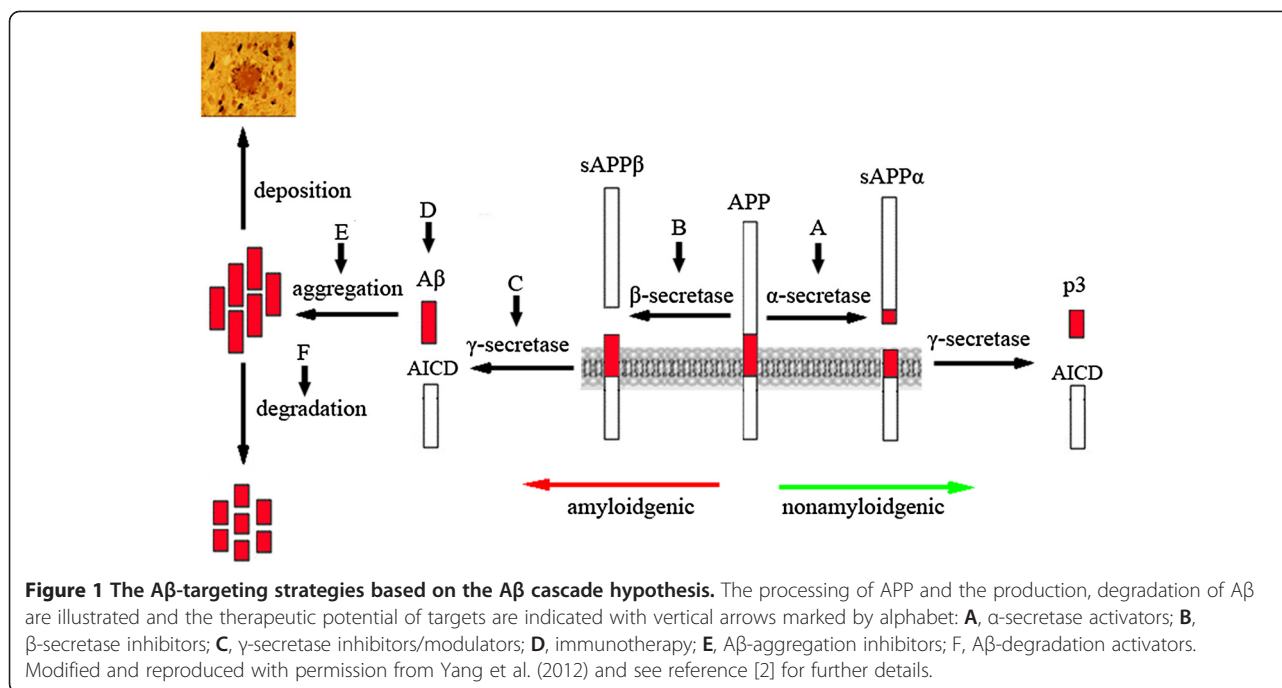 sAPPβ
sAPPα
deposition
APP
D
B
A
E
Aβ
p3
C
aggregation
β-secretase
α-secretase
γ-secretase
γ-secretase
F
AICD
AICD
degradation
amyloidgenic
nonamyloidgenic
Figure 1 The Aβ-targeting strategies based on the Aβ cascade hypothesis. The processing of APP and the production, degradation of Aβ
are illustrated and the therapeutic potential of targets are indicated with vertical arrows marked by alphabet: A, α-secretase activators; B,
β-secretase inhibitors; C, γ-secretase inhibitors/modulators; D, immunotherapy; E, Aβ-aggregation inhibitors; F, Aβ-degradation activators.
Modified and reproduced with permission from Yang et al. (2012) and see reference [2] for further details.